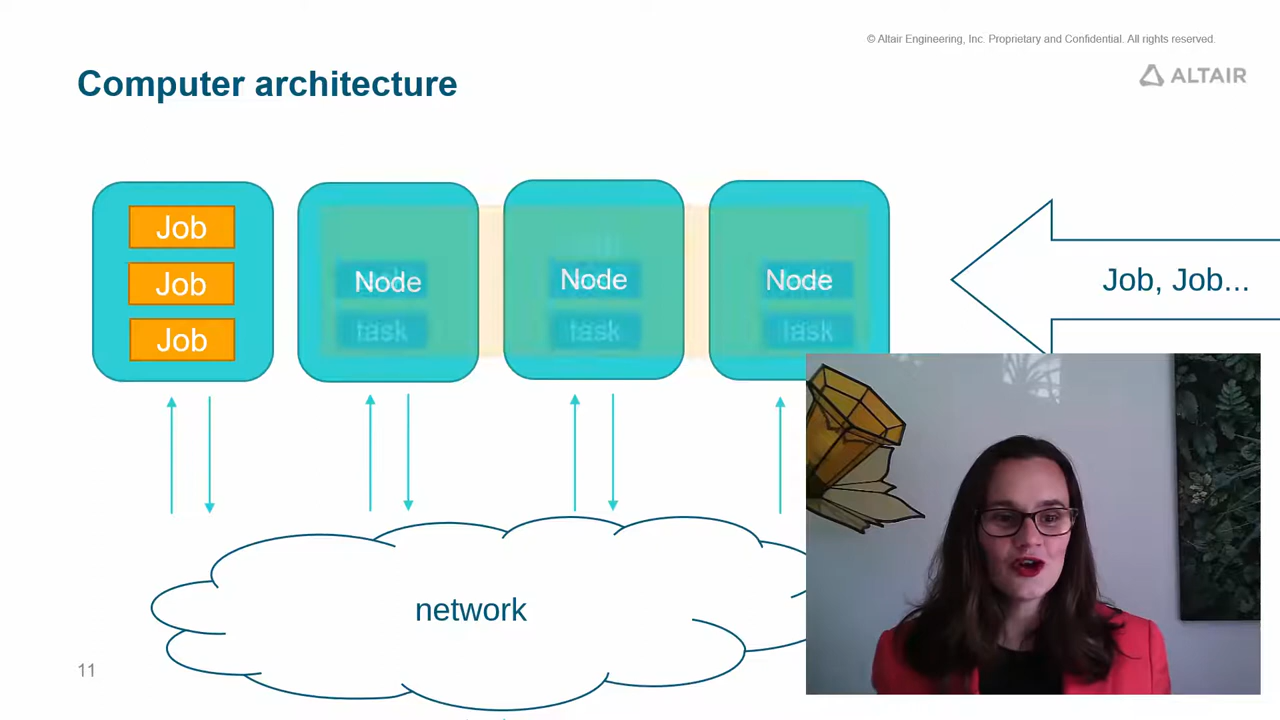 © Altair Engineering, Inc. Proprietary and Confidential. All rights reserved.
Computer architecture
ALTAIR
Job
Job
Job
Node
task
Node
task
Node
task
Job, Job...
network
11